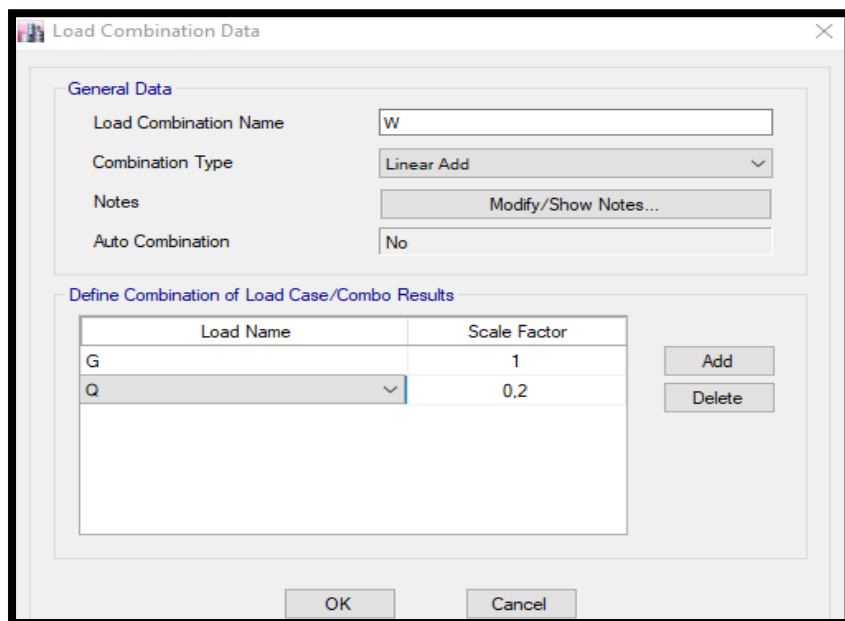 Load Combination Data
General Data
Load Combination Name W
Combination Type Linear Add
Notes Modify/Show Notes...
Auto Combination No
Define Combination of Load Case/Combo Results
Load Name Scale Factor
G 1 Add
Q 0,2 Delete
OK Cancel